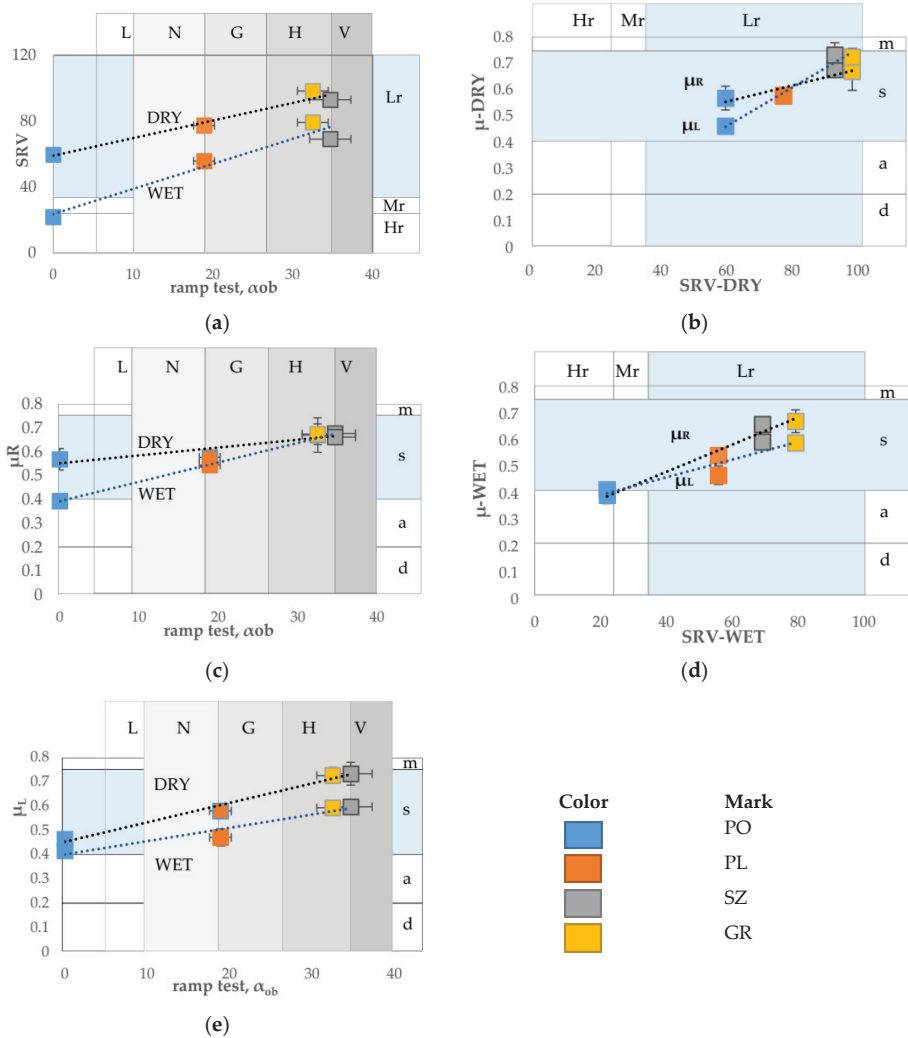 L N G H V
120
SRV
80
40
0
DRY
WET
Lr
Mr
Hr
0 10 20 30 40
ramp test, αob
(a)
Hr Mr Lr
0.8
0.7
0.6
0.5
0.4
0.3
0.2
0.1
0
μ-DRY
μR
μL
m
s
a
d
0 20 40 60 80 100
SRV-DRY
(b)
L N G H V
0.8
0.7
0.6
0.5
0.4
0.3
0.2
0.1
0
μR
DRY
WET
m
s
a
d
0 10 20 30 40
ramp test, αob
(c)
Hr Mr Lr
0.8
0.7
0.6
0.5
0.4
0.3
0.2
0.1
0
μ-WET
μR
μL
m
s
a
d
0 20 40 60 80 100
SRV-WET
(d)
L N G H V
0.8
0.7
0.6
0.5
0.4
0.3
0.2
0.1
0
μL
DRY
WET
m
s
a
d
0 10 20 30 40
ramp test, αob
(e)
Color Mark
PO
PL
SZ
GR